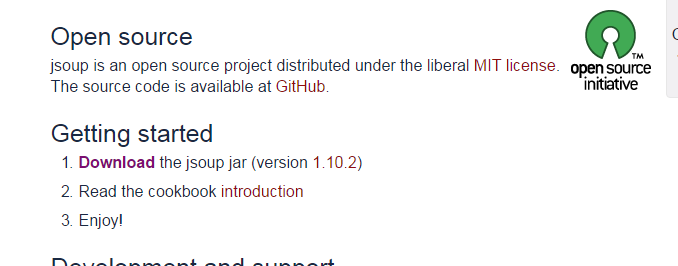 Open source
jsoup is an open source project distributed under the liberal MIT license.
The source code is available at GitHub.
TM
open source
initiative
Getting started
1. Download the jsoup jar (version 1.10.2)
2. Read the cookbook introduction
3. Enjoy!
Development and support